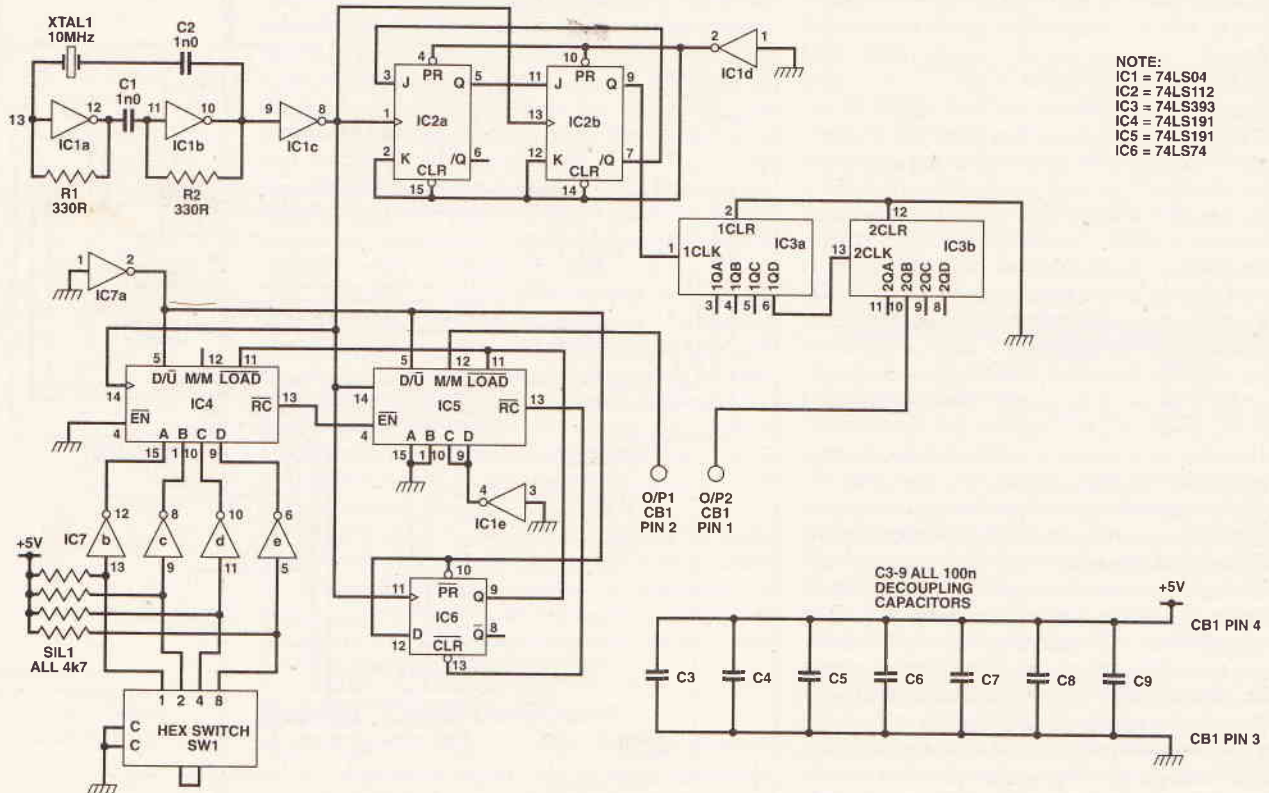 XTAL1
10MHz
C2
1n0
C1
1n0
13
12
11
10
9
8
IC1a
IC1b
IC1c
R1
330R
R2
330R
4
PR
3
J
Q
5
1
IC2a
2
K
/Q
6
CLR
15
10
PR
11
J
Q
9
13
IC2b
12
K
/Q
7
CLR
14
2
1
IC1d
NOTE:
IC1 = 74LS04
IC2 = 74LS112
IC3 = 74LS393
IC4 = 74LS191
IC5 = 74LS191
IC6 = 74LS74
2
1CLR
1
1CLK
IC3a
1QA
1QB
1QC
1QD
3
4
5
6
12
2CLR
13
2CLK
IC3b
2QA
2QB
2QC
2QD
11
10
9
8
1
2
IC7a
5
12
11
D/U̅
M/M
L̅O̅A̅D̅
14
IC4
R̅C̅
13
E̅N̅
4
A
B
C
D
15
1
10
9
5
12
11
D/U̅
M/M
L̅O̅A̅D̅
14
IC5
R̅C̅
13
E̅N̅
4
A
B
C
D
15
1
10
9
4
3
IC1e
O/P1
CB1
PIN 2
O/P2
CB1
PIN 1
12
8
10
6
IC7
b
c
d
e
13
9
11
5
+5V
SIL1
ALL 4k7
1
2
4
8
C
C
HEX SWITCH
SW1
10
P̅R̅
11
Q
9
IC6
D
12
Q̅
8
C̅L̅R̅
13
C3-9 ALL 100n
DECOUPLING
CAPACITORS
+5V
CB1 PIN 4
C3
C4
C5
C6
C7
C8
C9
CB1 PIN 3